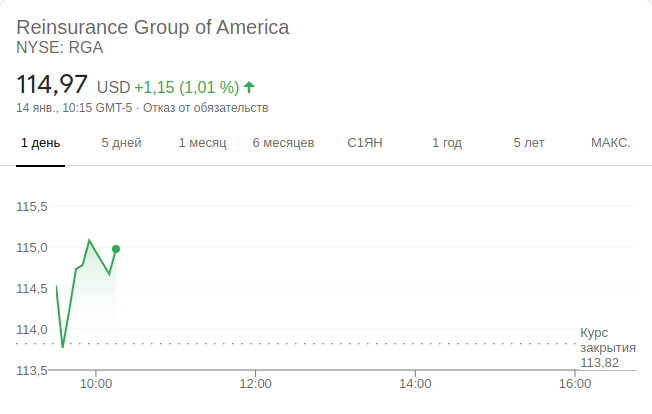 Reinsurance Group of America
NYSE: RGA
114,97 USD +1,15 (1,01 %)
14 янв., 10:15 GMT-5 · Отказ от обязательств
1 день 5 дней 1 месяц 6 месяцев С1ЯН 1 год 5 лет МАКС.
115,5
115,0
114,5
114,0
Курс
закрытия
113,82
113,5
10:00 12:00 14:00 16:00